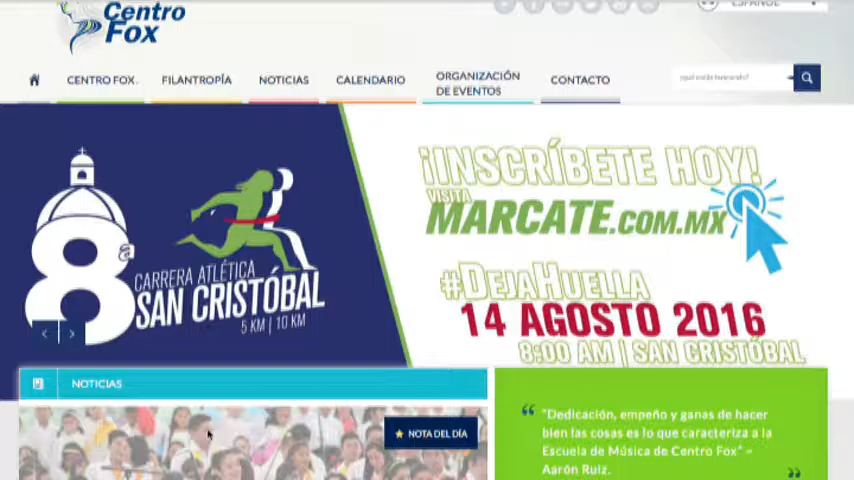 Centro
Fox
ESPAÑOL
CENTRO FOX.
FILANTROPÍA
NOTICIAS
CALENDARIO
ORGANIZACIÓN
DE EVENTOS
CONTACTO
¡INSCRÍBETE HOY!
VISITA
MARCATE.COM.MX
8ª
CARRERA ATLÉTICA
SAN CRISTÓBAL
5 KM | 10 KM
#DEJAHUELLA
14 AGOSTO 2016
8:00 AM | SAN CRISTÓBAL
NOTICIAS
NOTA DEL DÍA
“Dedicación, empeño y ganas de hacer
bien las cosas es lo que caracteriza a la
Escuela de Música de Centro Fox” –
Aarón Ruiz.